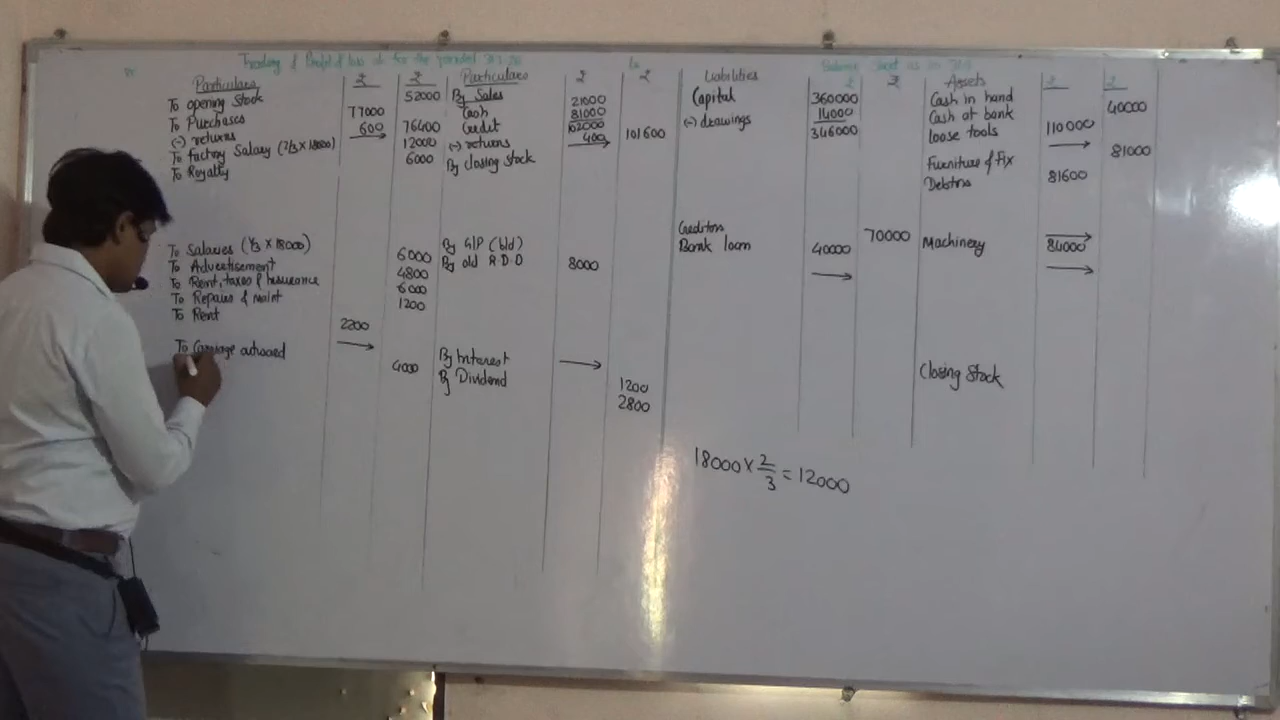 Trading & Profit & loss a/c for the
Particulars ₹ ₹ Particulars ₹ ₹ Liabilities ₹ ₹ Assets ₹ ₹
To opening Stock 52000 By Sales Capital 360000 Cash in hand
To Purchases 77000 Cash 21000 (-) drawings 14000 Cash at bank 40000
(-) returns 600 76400 Credit 81000 346000 loose tools 110000
To factory Salary (2/3 x 18000) 12000 102000
(-) returns 400 101600 81000
To Royalty 6000 By closing stock Furniture & Fix
Debtors 81600
Creditors 70000
To Salaries (1/3 x 18000) 6000 By G/P (b/d) Bank loan 40000 Machinery 84000
To Advertisement 4800 By old R.D.D 8000
To Rent, taxes & Insurance 6000
To Repairs & maint 1200
To Rent 2200
To Carriage outward 4000 By Interest 1200 Closing Stock
By Dividend 2800
18000 x 2/3 = 12000